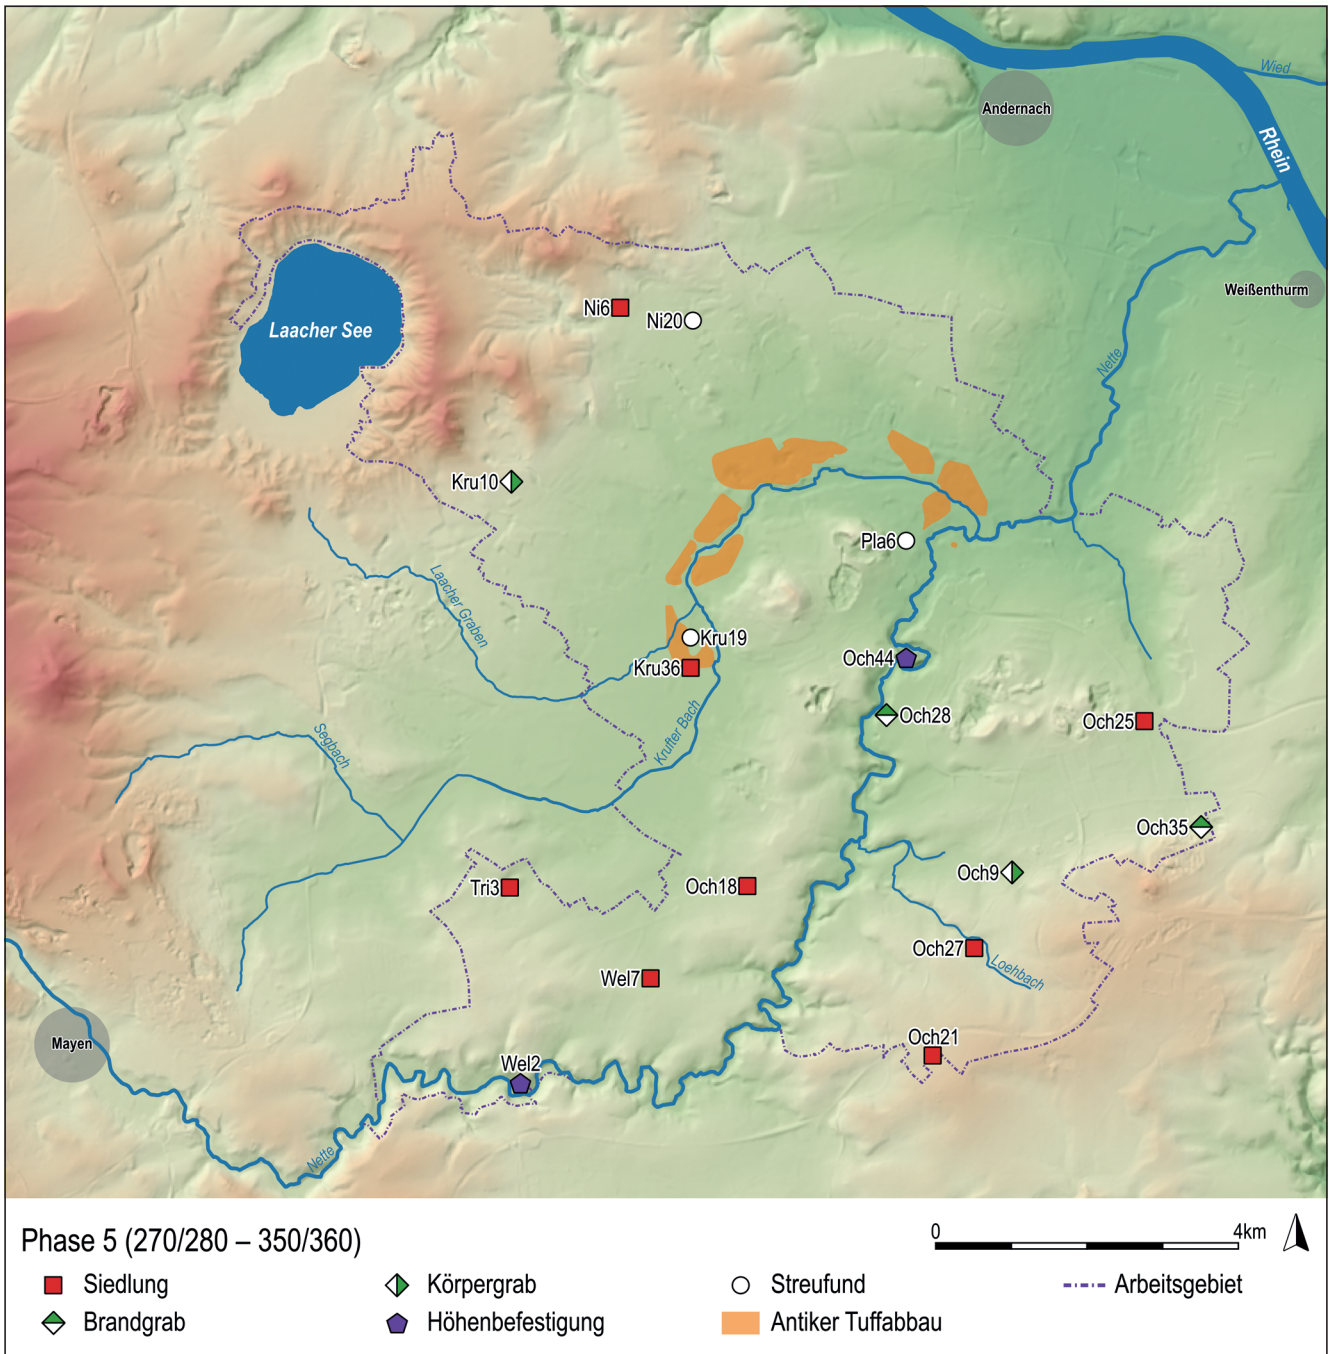 Wied
Andernach
Rhein
Weißenthurm
Ni6
Ni20
Laacher See
Nette
Kru10
Pla6
Laacher Graben
Kru19
Kru36
Och44
Och28
Och25
Krufter Bach
Segbach
Och35
Och9
Tri3
Och18
Och27
Loehbach
Wel7
Och21
Mayen
Wel2
Nette
Phase 5 (270/280 – 350/360)
0 4km
Siedlung Körpergrab Streufund Arbeitsgebiet
Brandgrab Höhenbefestigung Antiker Tuffabbau